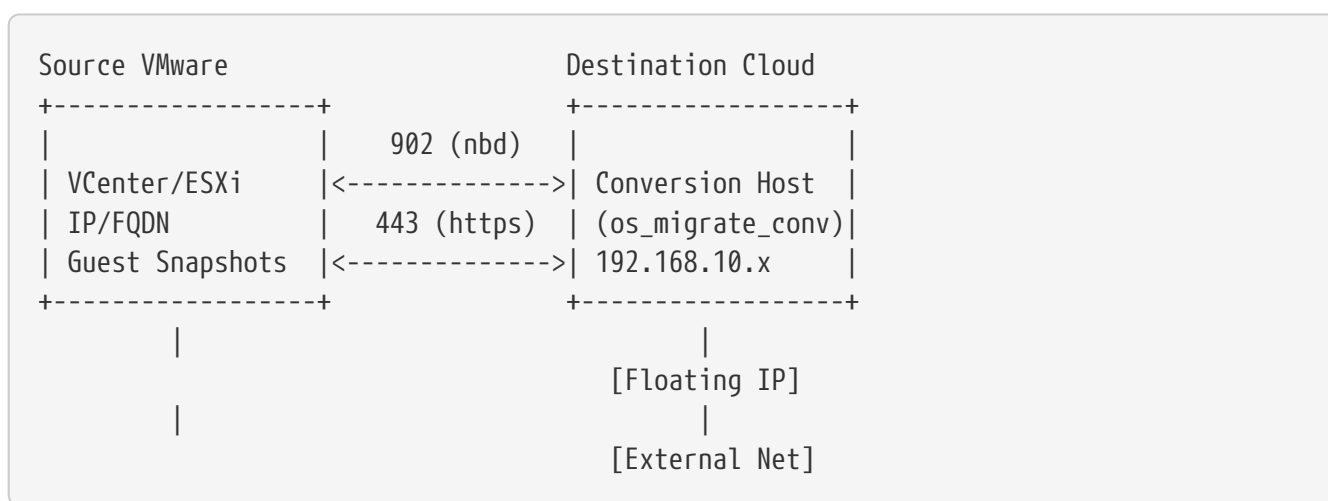 Source VMware                      Destination Cloud
+------------------+               +------------------+
|                  |    902 (nbd)  |                  |
| VCenter/ESXi     |<-------------->| Conversion Host  |
| IP/FQDN          |   443 (https)  | (os_migrate_conv)|
| Guest Snapshots  |<-------------->| 192.168.10.x     |
+------------------+               +------------------+
         |                                  |
                                      [Floating IP]
         |                                  |
                                      [External Net]